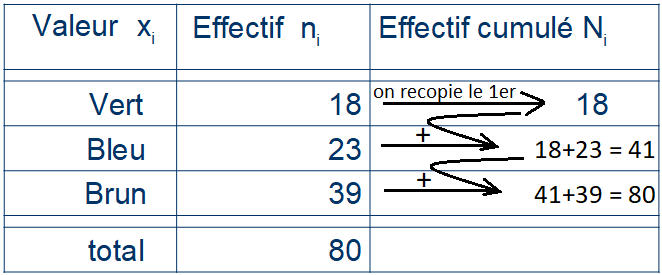 Valeur xi Effectif ni Effectif cumulé Ni
Vert 18 on recopie le 1er 18
Bleu 23 + 18+23 = 41
Brun 39 + 41+39 = 80
total 80